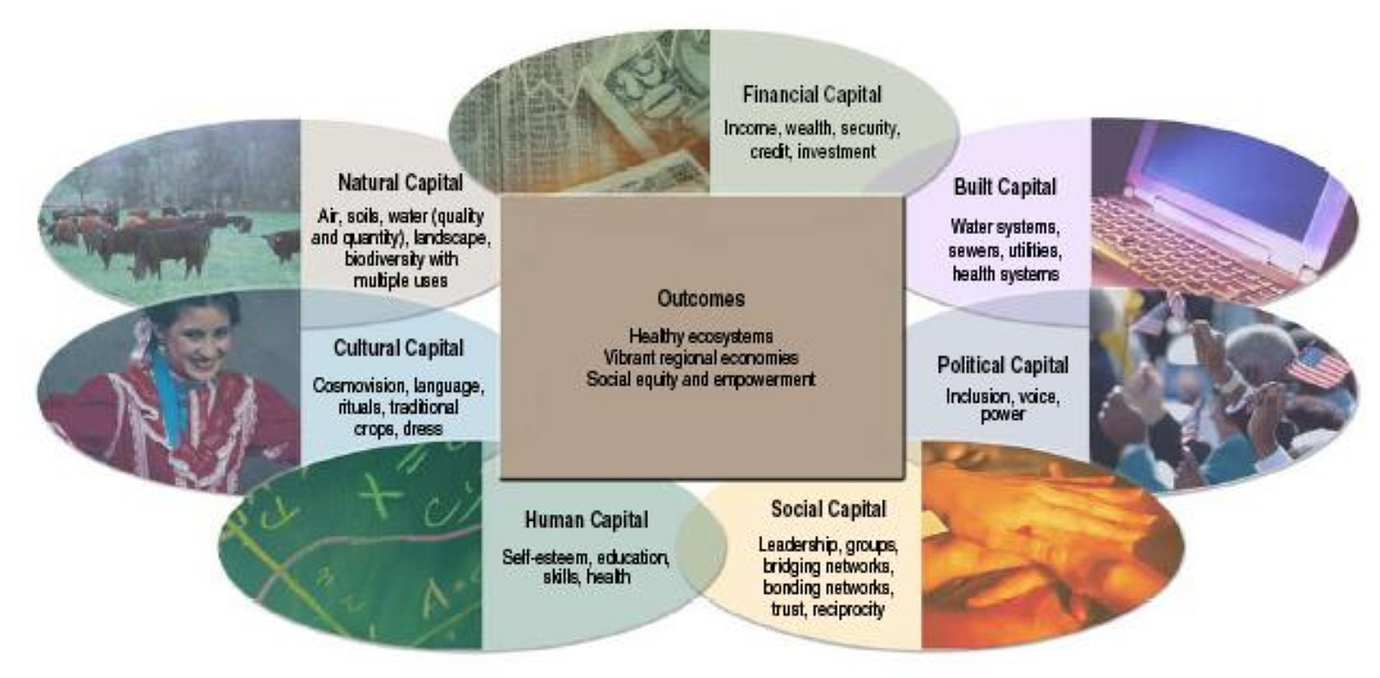 Financial Capital
Income, wealth, security,
credit, investment
Natural Capital
Air, soils, water (quality
and quantity), landscape,
biodiversity with
multiple uses
Built Capital
Water systems,
sewers, utilities,
health systems
Outcomes
Healthy ecosystems
Vibrant regional economies
Social equity and empowerment
Cultural Capital
Cosmovision, language,
rituals, traditional
crops, dress
Political Capital
Inclusion, voice,
power
Human Capital
Self-esteem, education,
skills, health
Social Capital
Leadership, groups,
bridging networks,
bonding networks,
trust, reciprocity